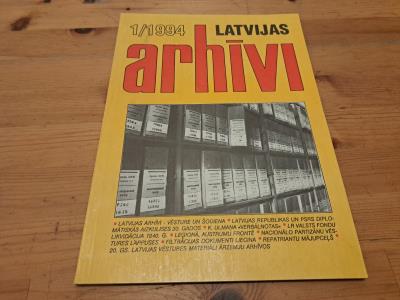 1/1994 LATVIJAS
arhīvi
• LATVIJAS ARHĪVI - VĒSTURE UN ŠODIENA • LATVIJAS REPUBLIKAS UN PSRS DIPLO-
MĀTISKĀS AIZKULISES 20. GADOS • K. ULMAŅA «VERBĀLNOTAS» • LR VALSTS FONDU
LIKVIDĀCIJA 1940. G. • LEĢIONĀ, AUSTRUMU FRONTĒ • NACIONĀLO PARTIZĀNU VĒS-
TURES LAPPUSES • FILTRĀCIJAS DOKUMENTI LIECINA • REPATRIANTU MĀJUPCEĻŠ •
20. GS. LATVIJAS VĒSTURES MATERIĀLI ĀRZEMJU ARHĪVOS